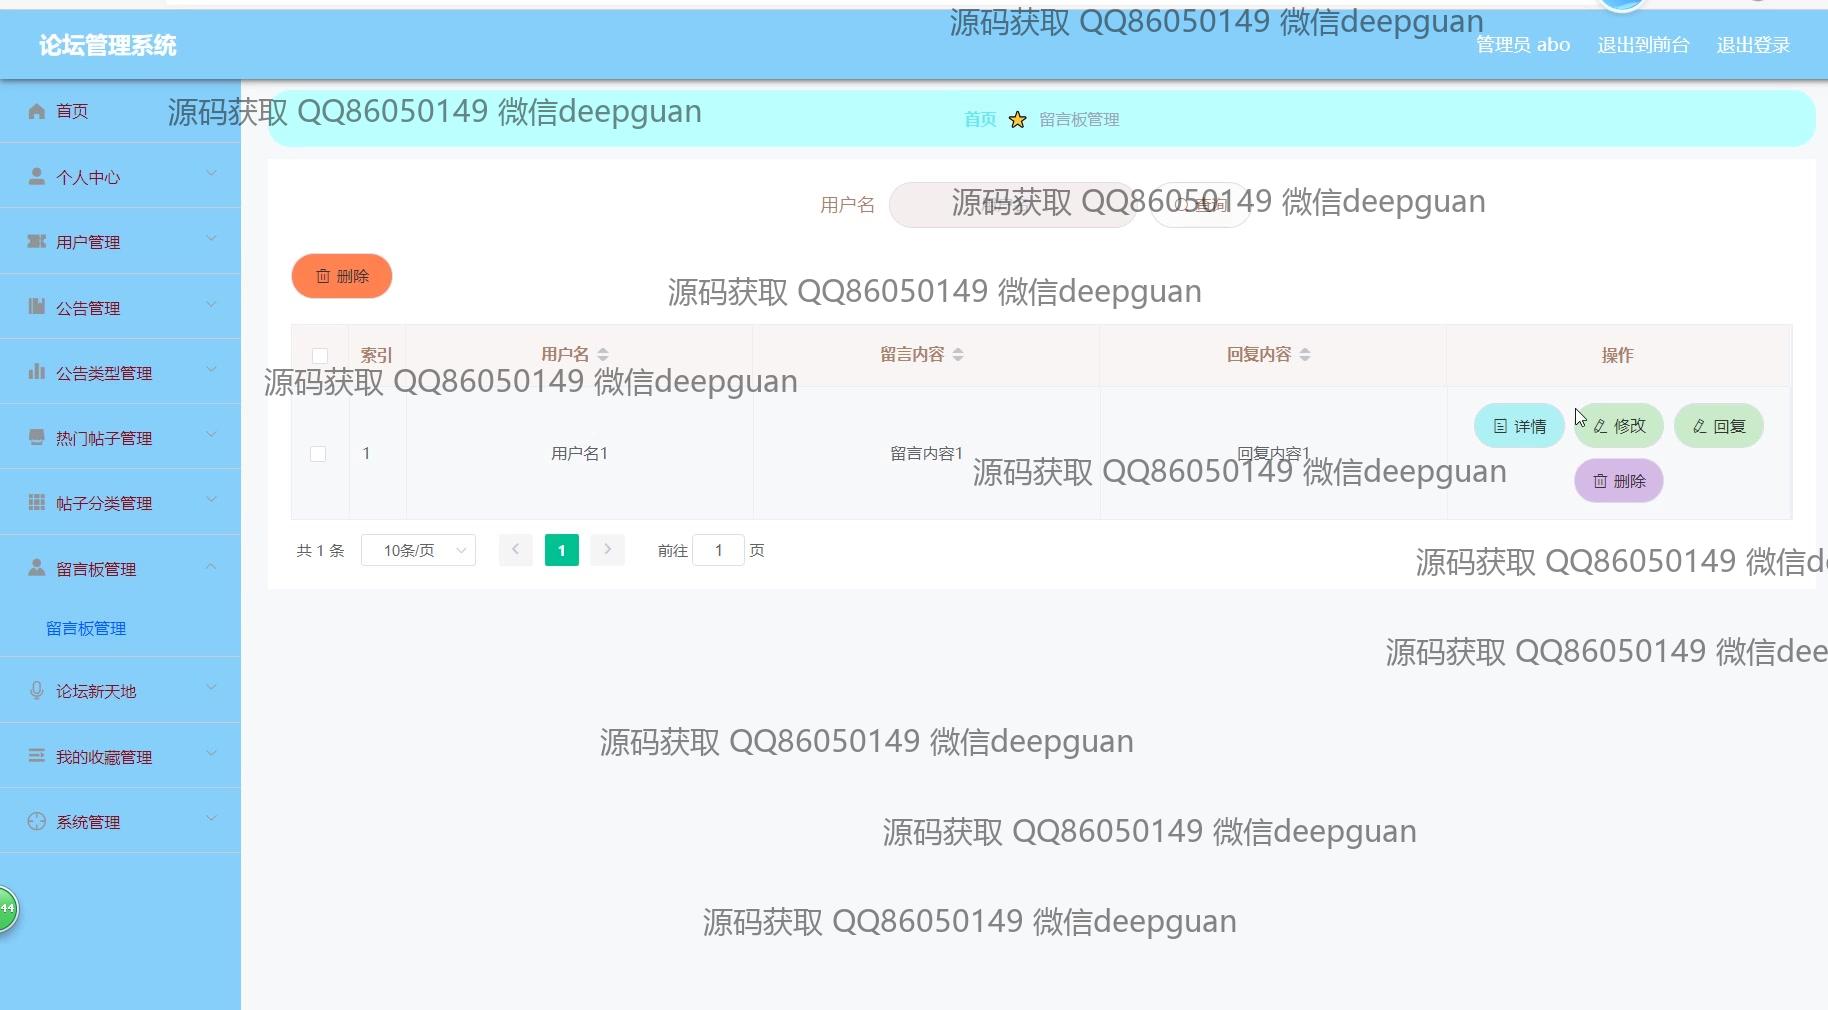 源码获取 QQ86050149 微信deepguan
论坛管理系统
管理员 abo 退出到前台 退出登录
首页
源码获取 QQ86050149 微信deepguan
首页 留言板管理
个人中心
用户名 查询
源码获取 QQ86050149 微信deepguan
用户管理
删除
源码获取 QQ86050149 微信deepguan
公告管理
索引 用户名 留言内容 回复内容 操作
公告类型管理
源码获取 QQ86050149 微信deepguan
详情 修改 回复
热门帖子管理
1 用户名1 留言内容1 回复内容1
源码获取 QQ86050149 微信deepguan
删除
帖子分类管理
共 1 条 10条/页 1 前往 1 页
源码获取 QQ86050149 微信d
留言板管理
留言板管理
源码获取 QQ86050149 微信dee
论坛新天地
源码获取 QQ86050149 微信deepguan
我的收藏管理
系统管理
源码获取 QQ86050149 微信deepguan
44
源码获取 QQ86050149 微信deepguan